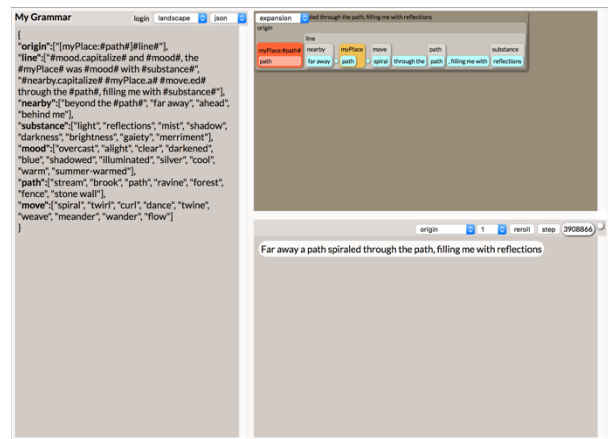 My Grammar
login landscape json
{
"origin":["[myPlace:#path#]#line#"],
"line":["#mood.capitalize# and #mood#, the
#myPlace# was #mood# with #substance#",
"#nearby.capitalize# #myPlace.a# #move.ed#
through the #path#, filling me with #substance#"],
"nearby":["beyond the #path#", "far away", "ahead",
"behind me"],
"substance":["light", "reflections", "mist", "shadow",
"darkness", "brightness", "gaiety", "merriment"],
"mood":["overcast", "alight", "clear", "darkened",
"blue", "shadowed", "illuminated", "silver", "cool",
"warm", "summer-warmed"],
"path":["stream", "brook", "path", "ravine", "forest",
"fence", "stone wall"],
"move":["spiral", "twirl", "curl", "dance", "twine",
"weave", "meander", "wander", "flow"]
}
expansion led through the path, filling me with reflections
origin
line
myPlace:#path# nearby myPlace move path substance
path far away path spiral through the path , filling me with reflections
origin 1 reroll step 3908866
Far away a path spiraled through the path, filling me with reflections